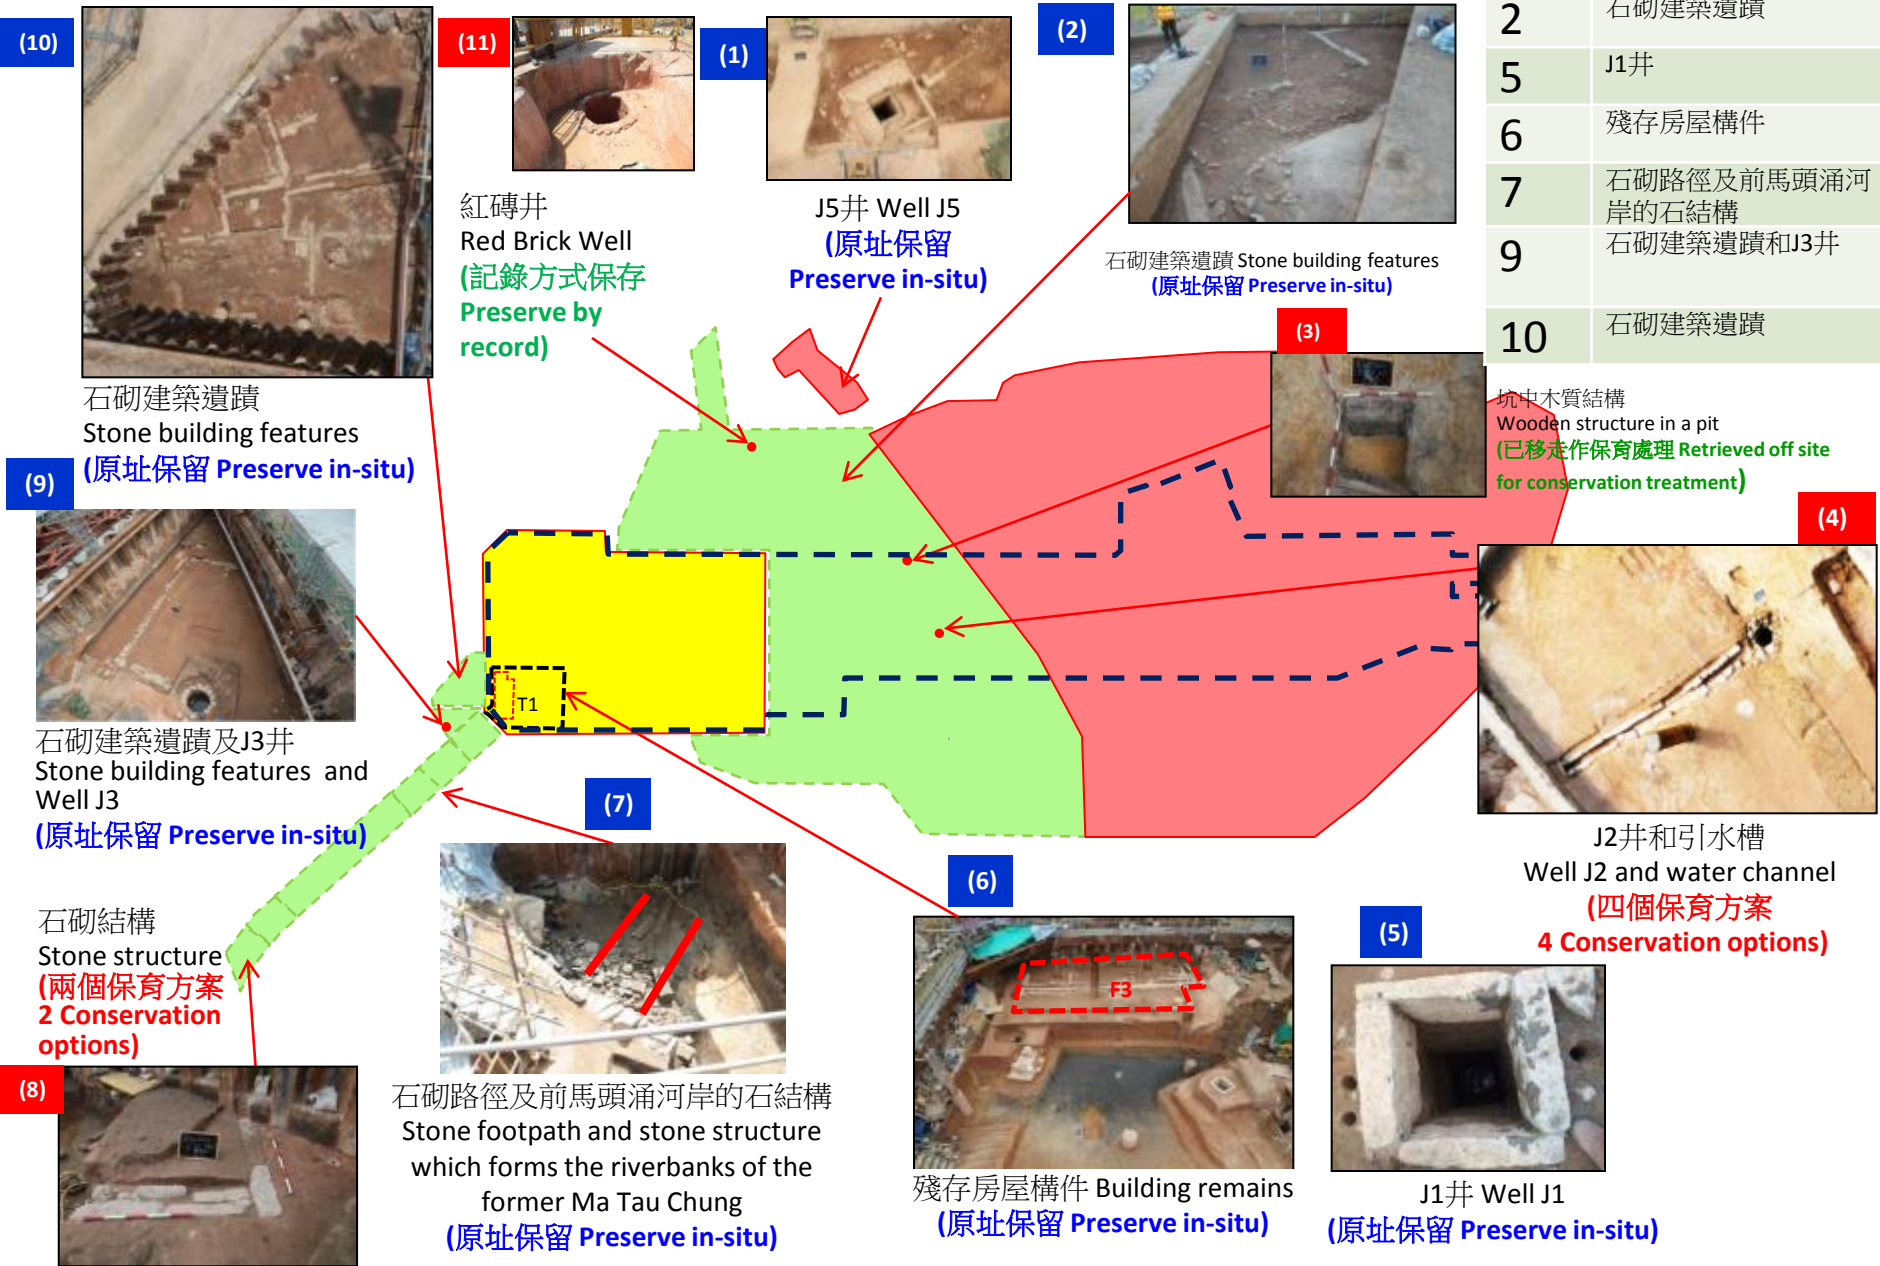 (10)
(11)
(1)
(2)
2 石砌建築遺蹟
5 J1井
6 殘存房屋構件
7 石砌路徑及前馬頭涌河
岸的石結構
9 石砌建築遺蹟和J3井
10 石砌建築遺蹟
紅磚井
Red Brick Well
(記錄方式保存
Preserve by
record)
J5井 Well J5
(原址保留
Preserve in-situ)
石砌建築遺蹟 Stone building features
(原址保留 Preserve in-situ)
(3)
坑中木質結構
Wooden structure in a pit
(已移走作保育處理 Retrieved off site
for conservation treatment)
石砌建築遺蹟
Stone building features
(原址保留 Preserve in-situ)
(9)
(4)
T1
石砌建築遺蹟及J3井
Stone building features and
Well J3
(原址保留 Preserve in-situ)
(7)
J2井和引水槽
Well J2 and water channel
(四個保育方案
4 Conservation options)
(6)
(5)
石砌結構
Stone structure
(兩個保育方案
2 Conservation
options)
F3
(8)
石砌路徑及前馬頭涌河岸的石結構
Stone footpath and stone structure
which forms the riverbanks of the
former Ma Tau Chung
(原址保留 Preserve in-situ)
殘存房屋構件 Building remains
(原址保留 Preserve in-situ)
J1井 Well J1
(原址保留 Preserve in-situ)